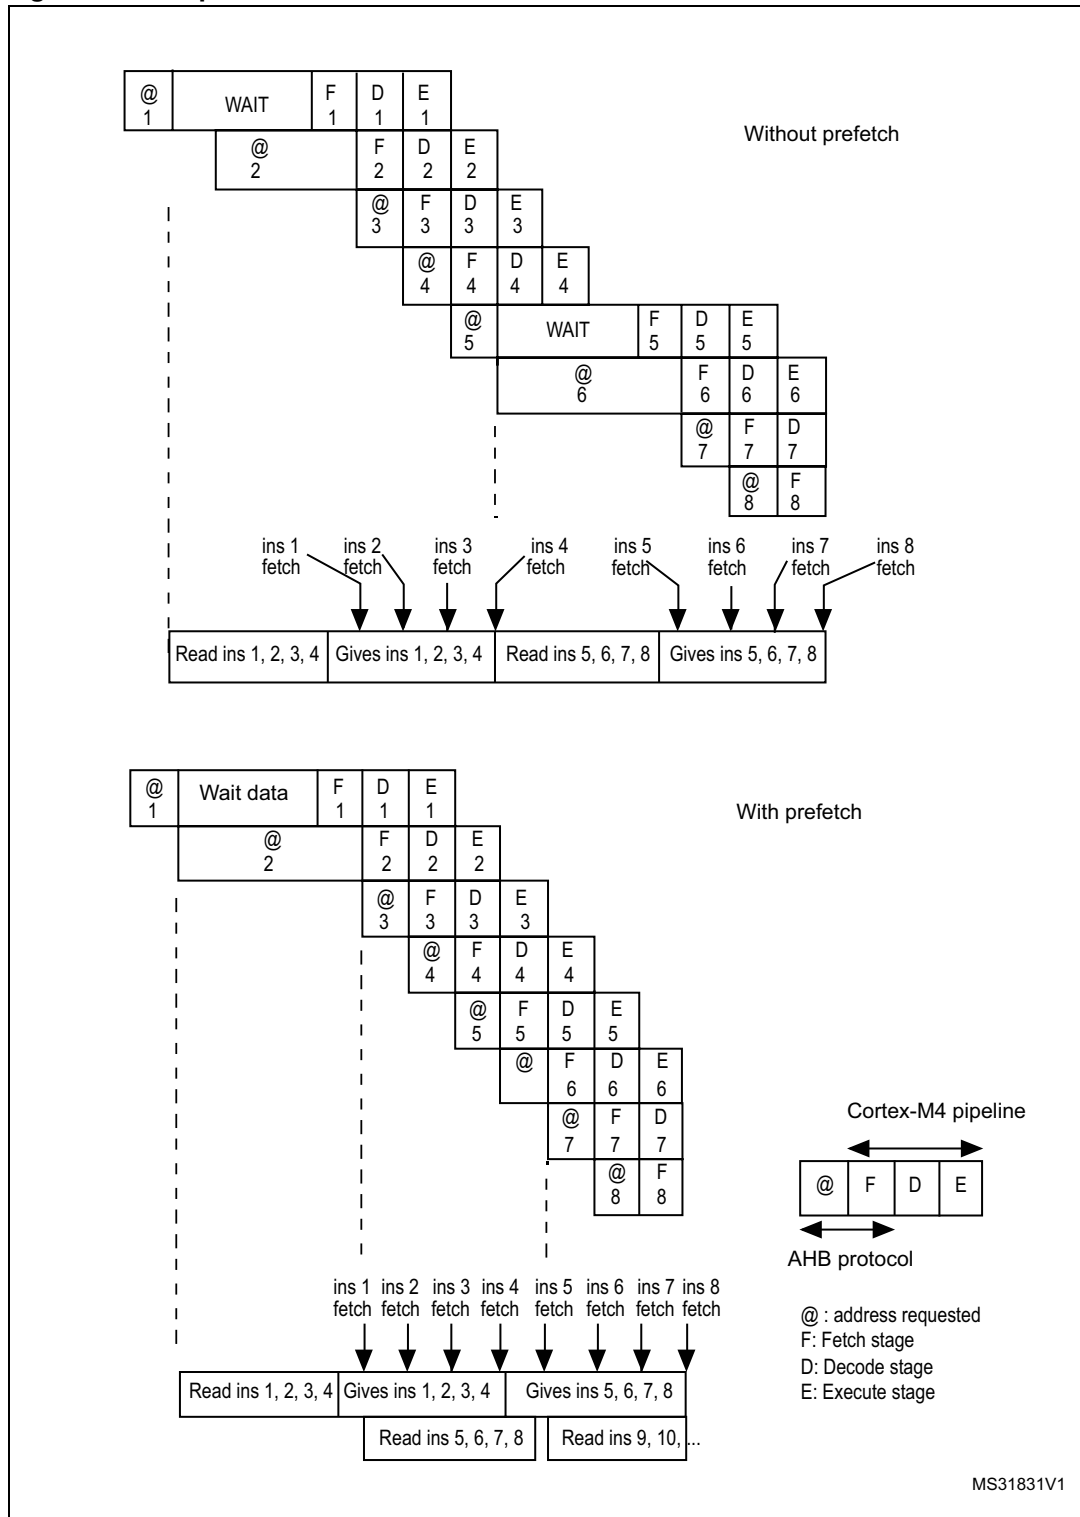 @ WAIT F D E
1 1 1 1
Without prefetch
@ F D E
2 2 2 2
@ F D E
3 3 3 3
@ F D E
4 4 4 4
@ WAIT F D E
5 5 5 5
@ F D E
6 6 6 6
@ F D
7 7 7
@ F
8 8
ins 1 ins 2 ins 3 ins 4 ins 5 ins 6 ins 7 ins 8
fetch fetch fetch fetch fetch fetch fetch fetch
Read ins 1, 2, 3, 4 Gives ins 1, 2, 3, 4 Read ins 5, 6, 7, 8 Gives ins 5, 6, 7, 8
@ Wait data F D E
1 1 1 1
With prefetch
@ F D E
2 2 2 2
@ F D E
3 3 3 3
@ F D E
4 4 4 4
@ F D E
5 5 5 5
@ F D E
6 6 6
@ F D
7 7 7
@ F
8 8
Cortex-M4 pipeline
@ F D E
AHB protocol
ins 1 ins 2 ins 3 ins 4 ins 5 ins 6 ins 7 ins 8
fetch fetch fetch fetch fetch fetch fetch fetch
@ : address requested
F: Fetch stage
D: Decode stage
E: Execute stage
Read ins 1, 2, 3, 4 Gives ins 1, 2, 3, 4 Gives ins 5, 6, 7, 8
Read ins 5, 6, 7, 8 Read ins 9, 10, ...
MS31831V1